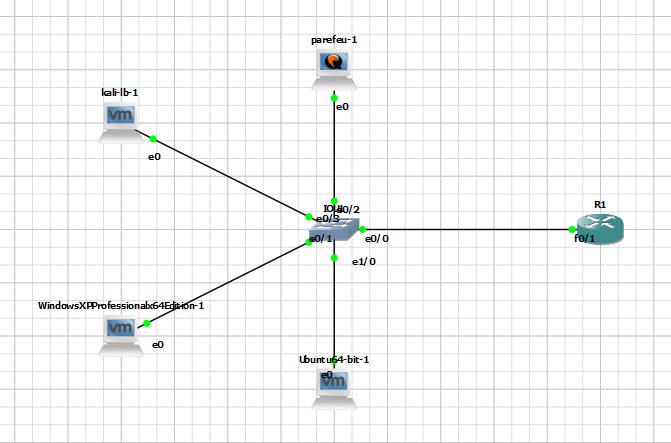 parefeu-1
kali-lb-1
e0
e0
R1
e0/2
e0/3
e0/1
e0/0
f0/1
e1/0
WindowsXPProfessionalx64Edition-1
e0
Ubuntu64-bit-1
e0
vm
vm
vm